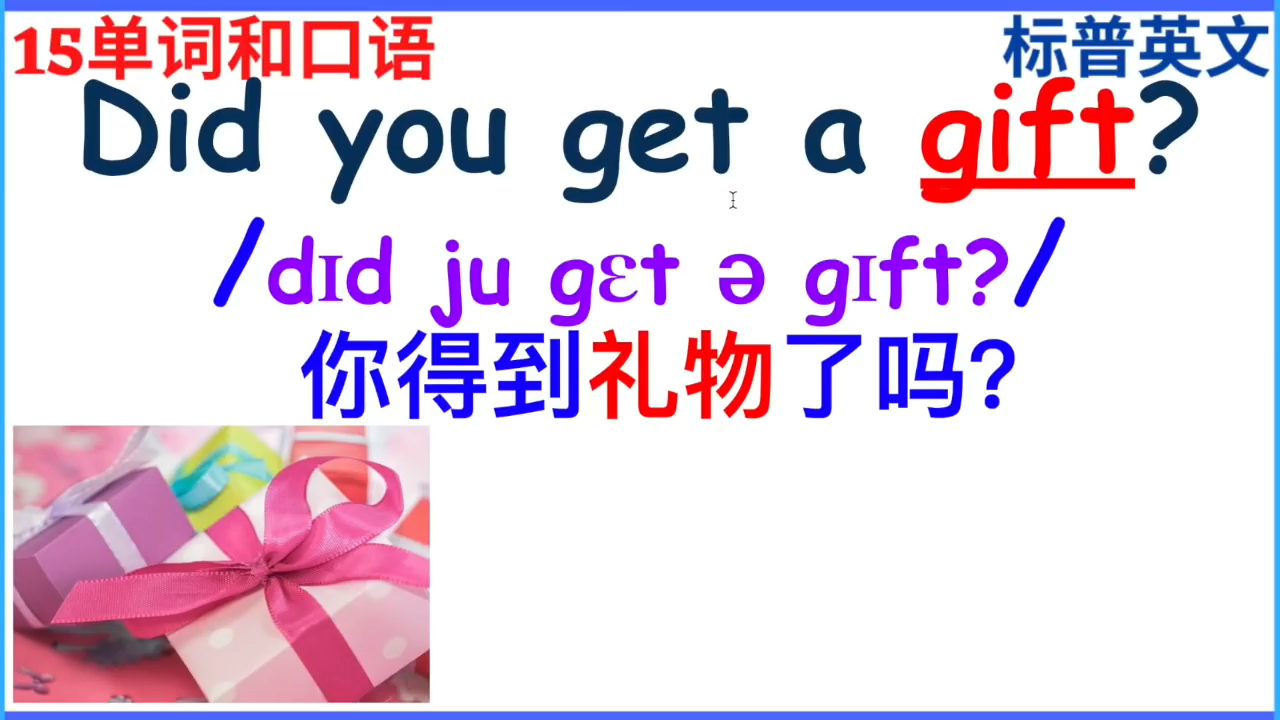 15单词和口语 标普英文
Did you get a gift?
/dɪd ju gɛt ə gɪft?/
你得到礼物了吗?